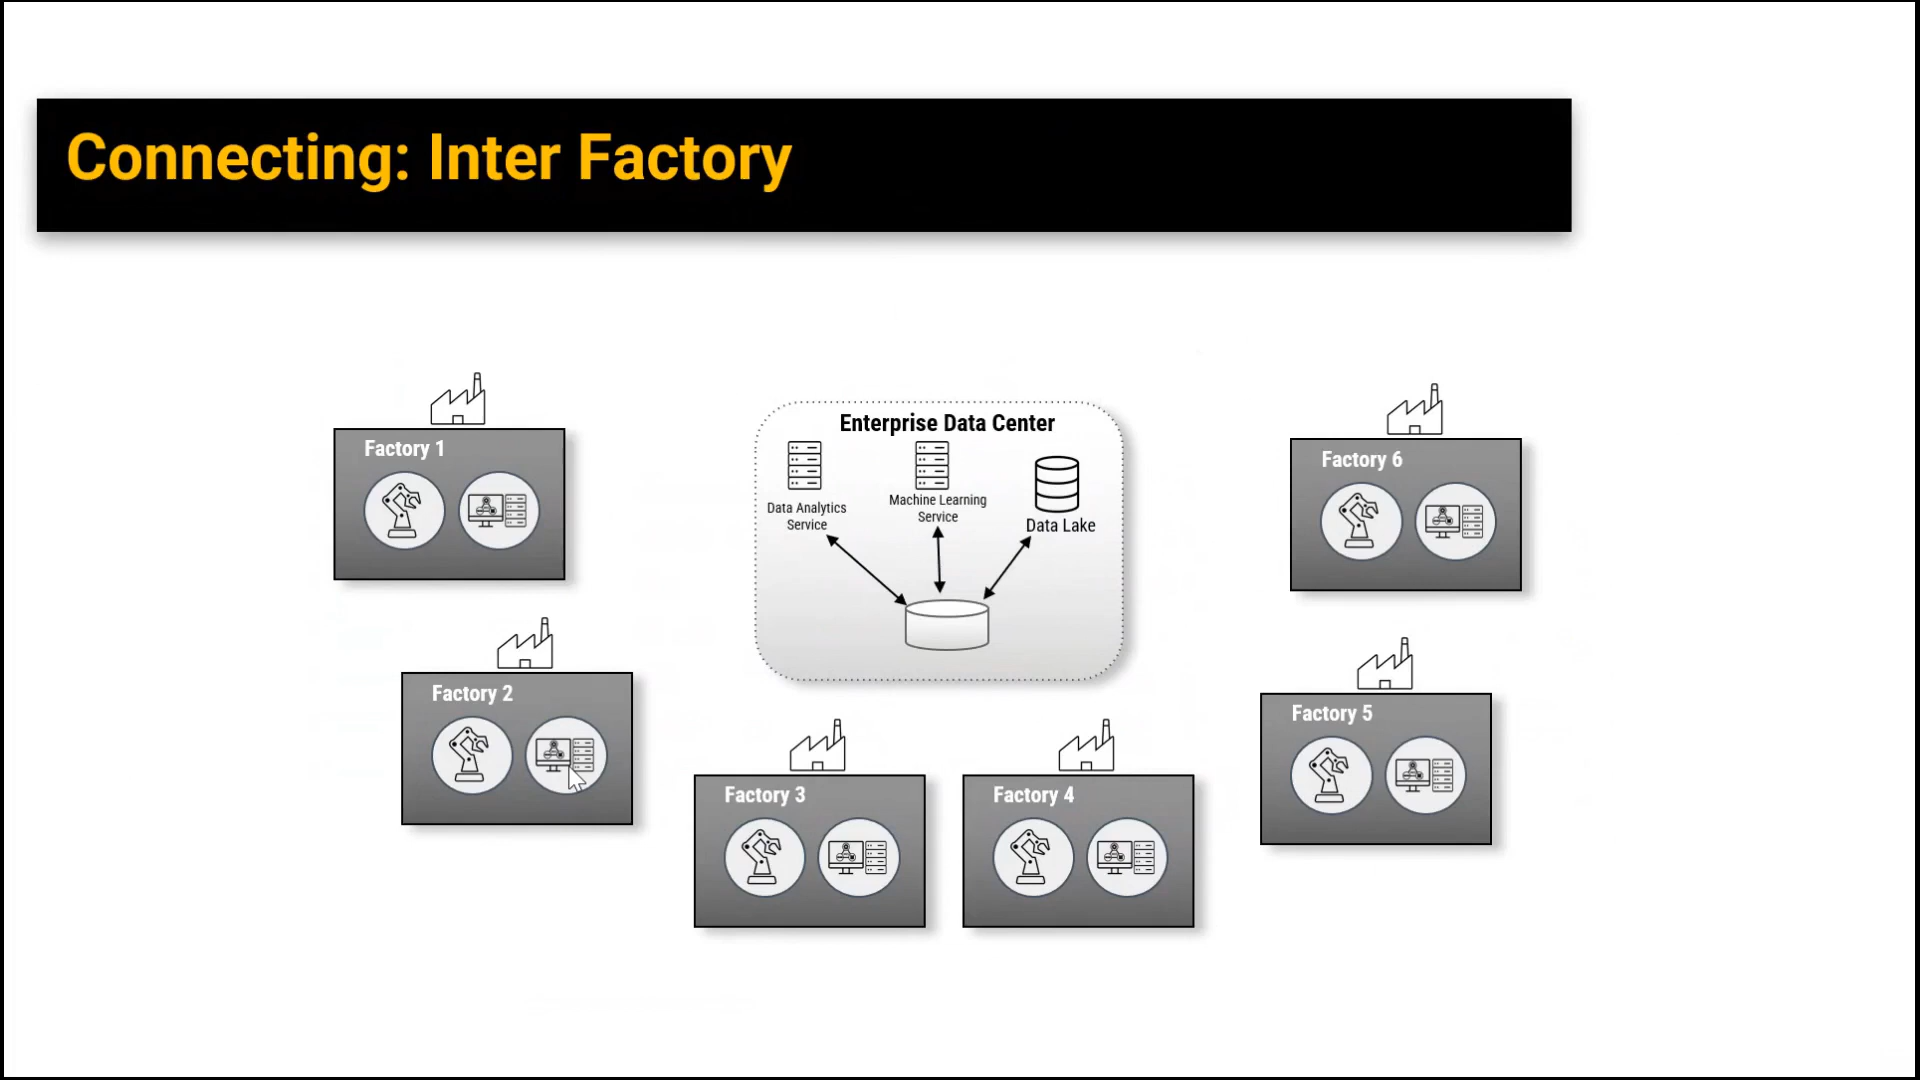 Connecting: Inter Factory
Factory 1
Enterprise Data Center
Data Analytics
Service
Machine Learning
Service
Data Lake
Factory 6
Factory 2
Factory 5
Factory 3
Factory 4